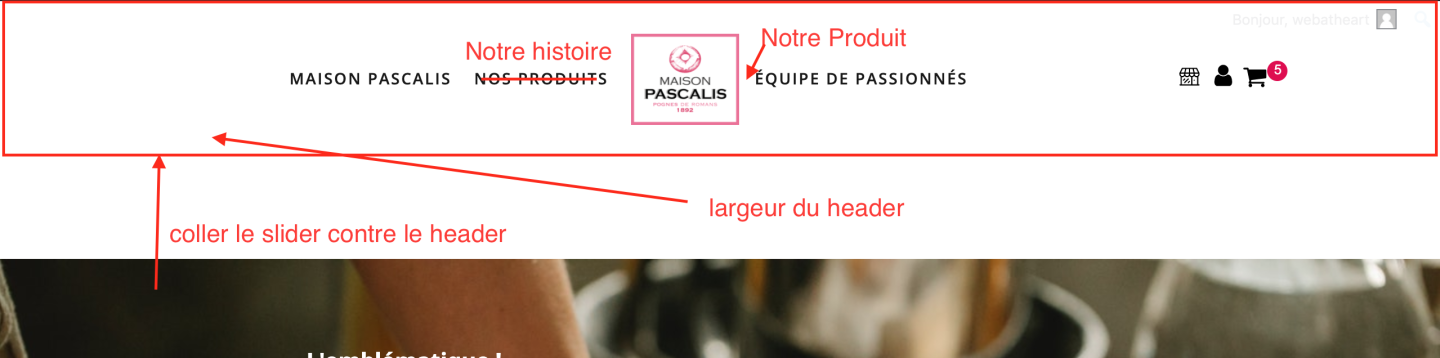 Bonjour, webatheart
Notre histoire
Notre Produit
MAISON PASCALIS
NOS PRODUITS
MAISON
PASCALIS
POGNES DE ROMANS
1892
ÉQUIPE DE PASSIONNÉS
5
largeur du header
coller le slider contre le header
L'emblématique !